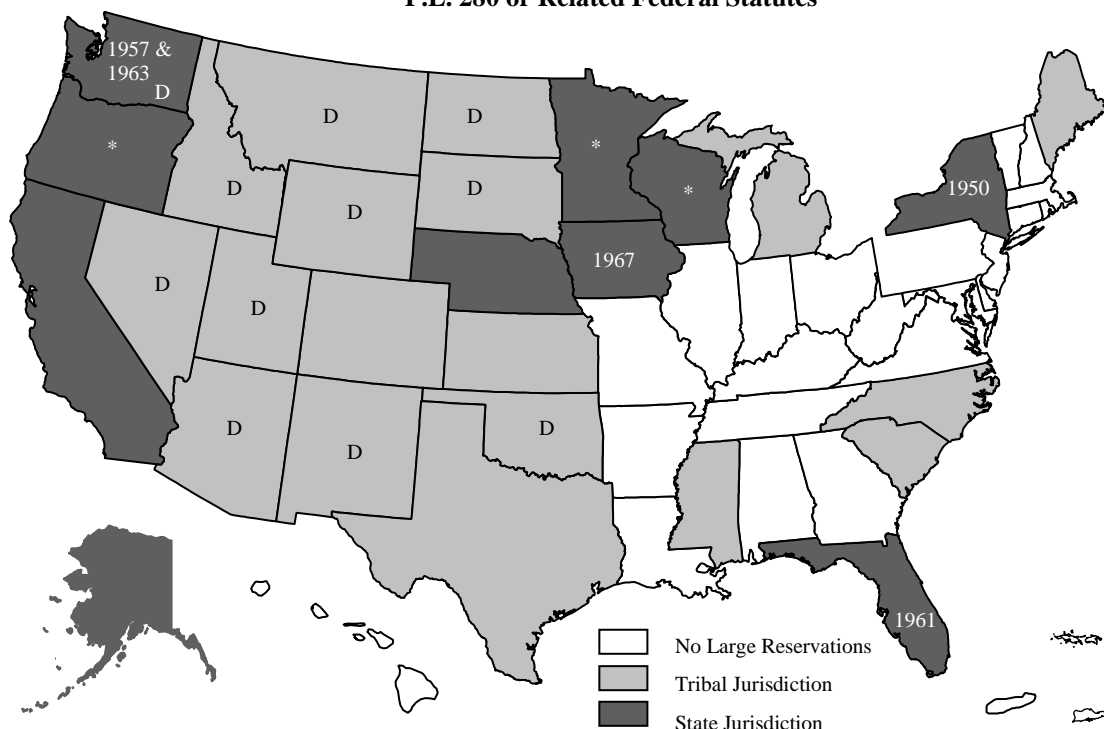 P.L. 280 or Related Federal Statutes
1957 &
1963
D
D
D
*
*
*
D
D
D
1950
1967
D
D
D
D
D
1961
No Large Reservations
Tribal Jurisdiction
State Jurisdiction